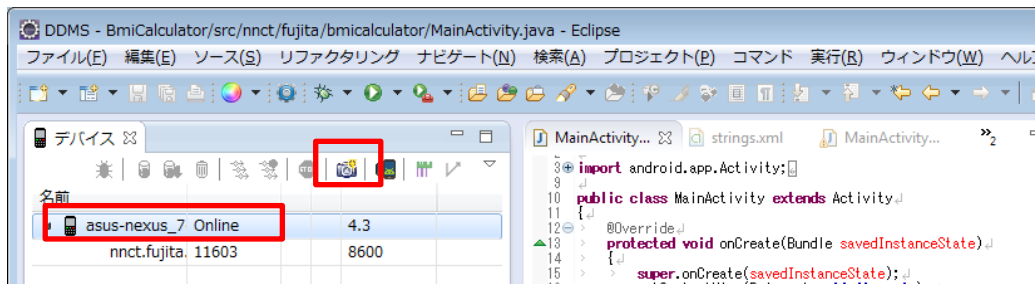 DDMS - BmiCalculator/src/nnct/fujita/bmicalculator/MainActivity.java - Eclipse
ファイル(F) 編集(E) ソース(S) リファクタリング ナビゲート(N) 検索(A) プロジェクト(P) コマンド 実行(R) ウィンドウ(W)
デバイス
名前
asus-nexus_7 Online 4.3
nnct.fujita. 11603 8600
MainActivity... strings.xml MainActivity... »2
3 import android.app.Activity;
9
10 public class MainActivity extends Activity
11 {
12 @Override
13 protected void onCreate(Bundle savedInstanceState)
14 {
15 super.onCreate(savedInstanceState);